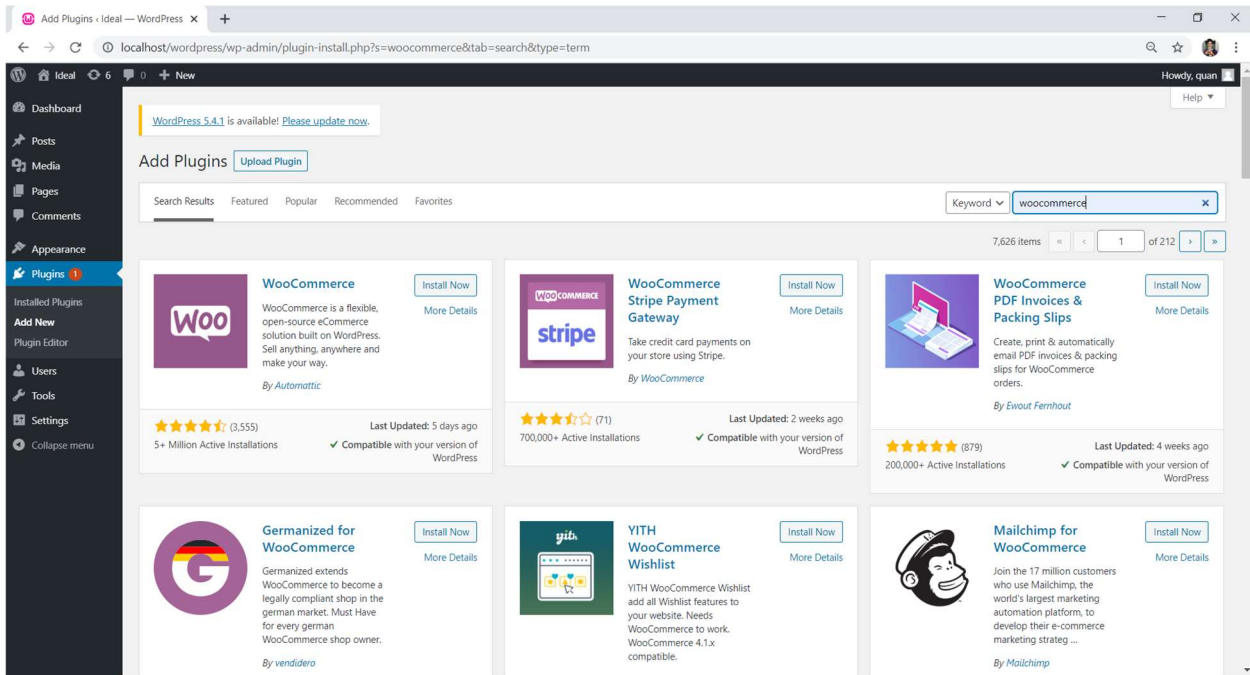 Add Plugins ‹ Ideal — WordPress
localhost/wordpress/wp-admin/plugin-install.php?s=woocommerce&tab=search&type=term
Ideal 6 0 New
Howdy, quan
Help
Dashboard
Posts
Media
Pages
Comments
Appearance
Plugins 1
Installed Plugins
Add New
Plugin Editor
Users
Tools
Settings
Collapse menu
WordPress 5.4.1 is available! Please update now.
Add Plugins Upload Plugin
Search Results Featured Popular Recommended Favorites
Keyword woocommerce
7,626 items « ‹ 1 of 212 › »
Woo
WooCommerce
Install Now
More Details
WooCommerce is a flexible,
open-source eCommerce
solution built on WordPress.
Sell anything, anywhere and
make your way.
By Automattic
(3,555)
5+ Million Active Installations
Last Updated: 5 days ago
Compatible with your version of
WordPress
WOO COMMERCE
stripe
WooCommerce
Stripe Payment
Gateway
Install Now
More Details
Take credit card payments on
your store using Stripe.
By WooCommerce
(71)
700,000+ Active Installations
Last Updated: 2 weeks ago
Compatible with your version of
WordPress
WooCommerce
PDF Invoices &
Packing Slips
Install Now
More Details
Create, print & automatically
email PDF invoices & packing
slips for WooCommerce
orders.
By Ewout Fernhout
(879)
200,000+ Active Installations
Last Updated: 4 weeks ago
Compatible with your version of
WordPress
G
Germanized for
WooCommerce
Install Now
More Details
Germanized extends
WooCommerce to become a
legally compliant shop in the
german market. Must Have
for every german
WooCommerce shop owner.
By vendidero
yith
YITH
WooCommerce
Wishlist
Install Now
More Details
YITH WooCommerce Wishlist
add all Wishlist features to
your website. Needs
WooCommerce to work.
WooCommerce 4.1.x
compatible.
Mailchimp for
WooCommerce
Install Now
More Details
Join the 17 million customers
who use Mailchimp, the
world's largest marketing
automation platform, to
develop their e-commerce
marketing strateg ...
By Mailchimp